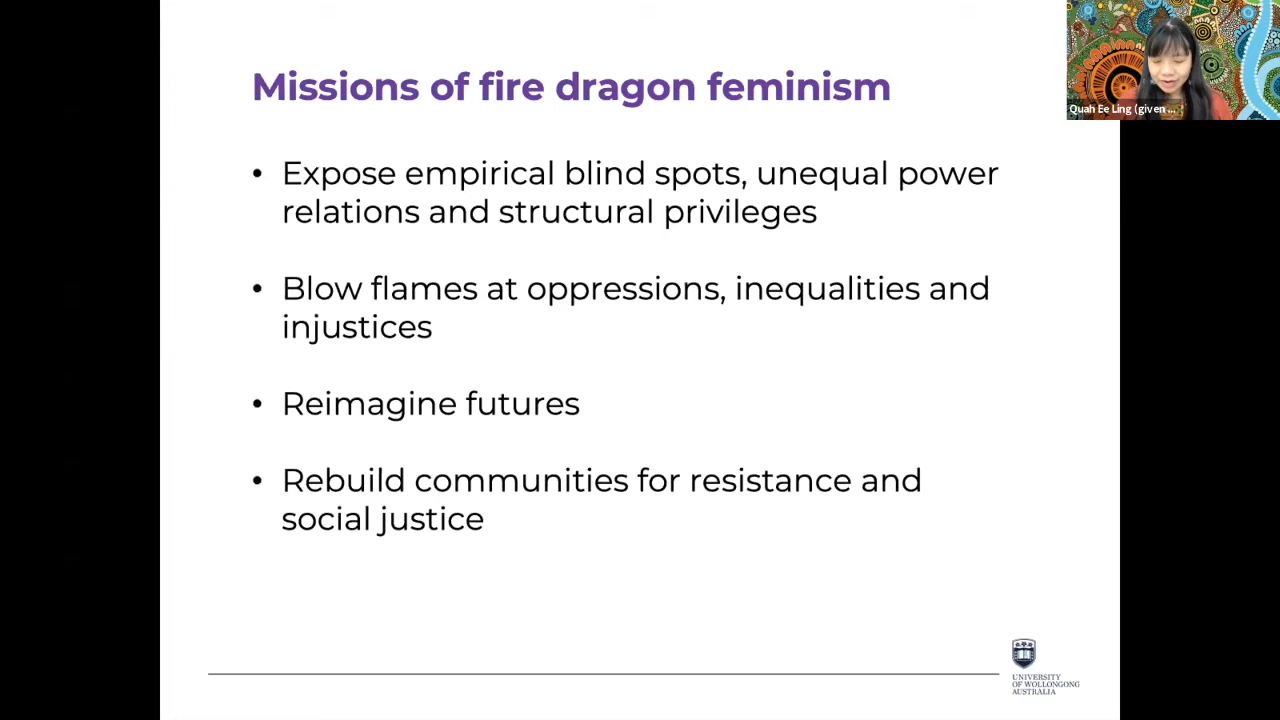 Missions of fire dragon feminism
• Expose empirical blind spots, unequal power
relations and structural privileges
• Blow flames at oppressions, inequalities and
injustices
• Reimagine futures
• Rebuild communities for resistance and
social justice
Quah Ee Ling (given ...
UNIVERSITY
OF WOLLONGONG
AUSTRALIA